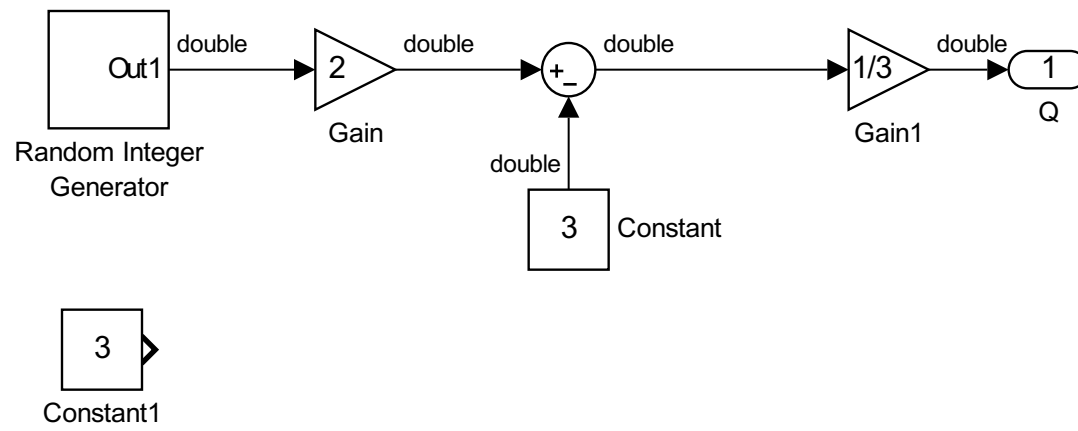 Out1
double
2
double
+
−
double
1/3
double
1
Gain
Gain1
Q
Random Integer
Generator
double
3
Constant
3
Constant1